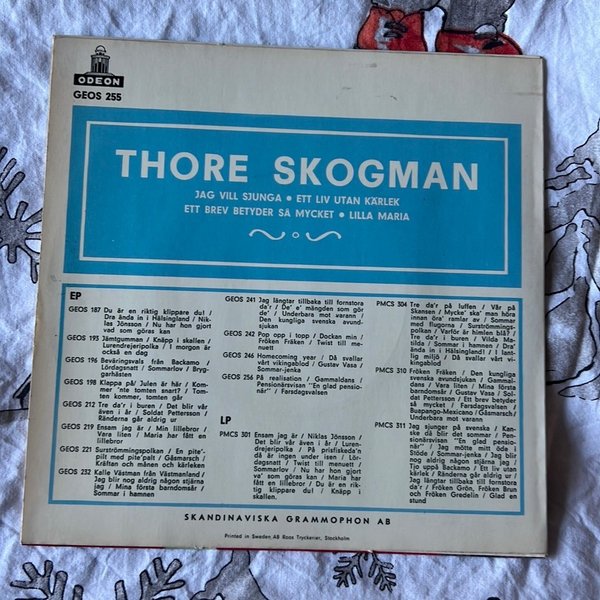 ODEON
GEOS 255
THORE SKOGMAN
JAG VILL SJUNGA • ETT LIV UTAN KÄRLEK
ETT BREV BETYDER SÅ MYCKET • LILLA MARIA
EP
GEOS 187 Du är en riktig klippare du! /
Dra ända in i Hälsingland / Nik-
las Jönsson / Nu har hon gjort
vad som göras kan
GEOS 193 Jämtgumman / Knäpp i skallen /
Lurendrejeripolka / I morgon är
också en dag
GEOS 196 Beväringsvals från Backamo /
Lördagsnatt / Sommarlov / Bryg-
garhästen
GEOS 198 Klappa på/ Julen är här / Kom-
mer 'nte tomten snart? / Tom-
ten kommer, tomten går
GEOS 212 Tre da'r i buren / Det blir vår
även i år / Soldat Pettersson /
Ränderna går aldrig ur
GEOS 219 Ensam jag är / Min lillebror /
Vara liten / Maria har fått en
lillebror
GEOS 221 Surströmmingspolkan / En pite'-
pilt med pite'palt / Gåsmarsch /
Kräftan och månen och kärleken
GEOS 232 Kalle Västman från Västmanland /
Jag blir nog aldrig någon stjärna
jag / Mina första barndomsår /
Sommar i hamnen
GEOS 241 Jag längtar tillbaka till fornstora
da'r / De' e' mången som gör
de' / Underbara mot varann /
Den kungliga svenska avund-
sjukan
GEOS 242 Pop opp i topp / Dockan min /
Fröken Fräken / Twist till me-
nuett
GEOS 246 Homecoming year / Då svallar
vårt vikingablod / Gustav Vasa /
Sommar-jenka
GEOS 256 På realisation / Gammaldans /
Pensionärsvisan "En glad pensio-
när" / Farsdagsvalsen
LP
PMCS 301 Ensam jag är / Niklas Jönsson /
Det blir vår även i år / Luren-
drejeripolka / På prisfiskeda'n
då är ingen under isen / Lör-
dagsnatt / Twist till menuett /
Sommarlov / Nu har hon gjort
va' som göras kan / Maria har
fått en lillebror / Du är en rik-
tig klippare du! / Knäpp i
skallen.
PMCS 304 Tre da'r på luffen / Vår på
Skansen / Mycke' ska' man höra
innan öra' ramlar av / Sommar
med flugorna / Surströmmings-
polkan / Varför är himlen blå? /
Tre da'r i buren / Vilda Ma-
tilda / Sommar i hamnen / Dra'
ända in i Hälsingland / I lant-
lig miljö / Då svallar vårt vi-
kingablod
PMCS 310 Fröken Fräken / Den kungliga
svenska avundsjukan / Gammal-
dans / Vara liten / Mina första
barndomsår / Gustav Vasa / Sol-
dat Pettersson / Ett brev betyder
så mycket / Farsdagsvalsen /
Buapango-Mexicano / Gåsmarsch /
Underbara mot varann
PMCS 311 Jag sjunger på svenska / Kan-
ske då blir det sommar / Pen-
sionärsvisan "En glad pensio-
när" / Jag måtte mitt öde i
Stöde / Sommar-jenka / Jag blir
nog aldrig någon stjärna jag /
Tjo uppå Backamo / Ett liv utan
kärlek / Ränderna går aldrig ur /
Jag längtar tillbaka till fornstora
da'r / Fröken Grön, Fröken Brun
och Fröken Gredelin / Glad en
stund
SKANDINAVISKA GRAMMOPHON AB
Printed in Sweden. AB Roos Tryckerier, Stockholm